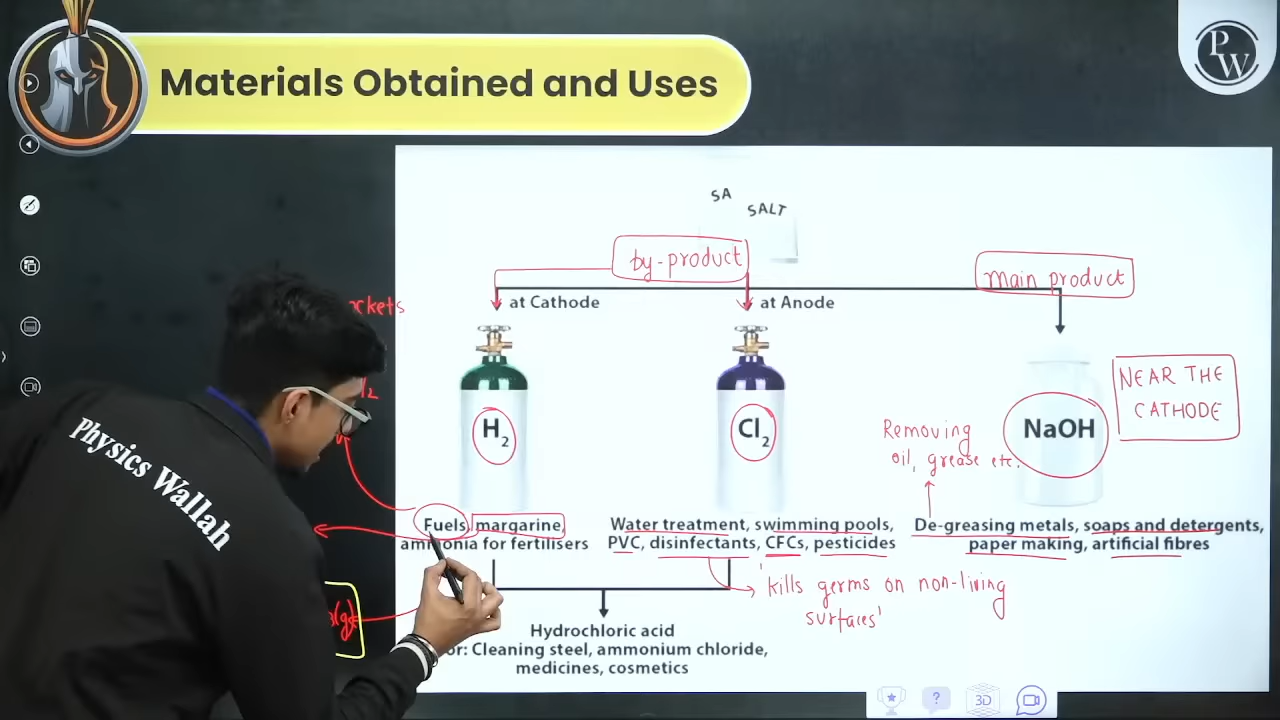 Materials Obtained and Uses
PW
SA
SALT
by-product
main product
at Cathode
at Anode
H2
Cl2
NaOH
NEAR THE
CATHODE
Removing
oil, grease etc.
Fuels, margarine,
ammonia for fertilisers
Water treatment, swimming pools,
PVC, disinfectants, CFCs, pesticides
De-greasing metals, soaps and detergents,
paper making, artificial fibres
'kills germs on non-living
surfaces'
Hydrochloric acid
Cleaning steel, ammonium chloride,
medicines, cosmetics
Physics Wallah
3D